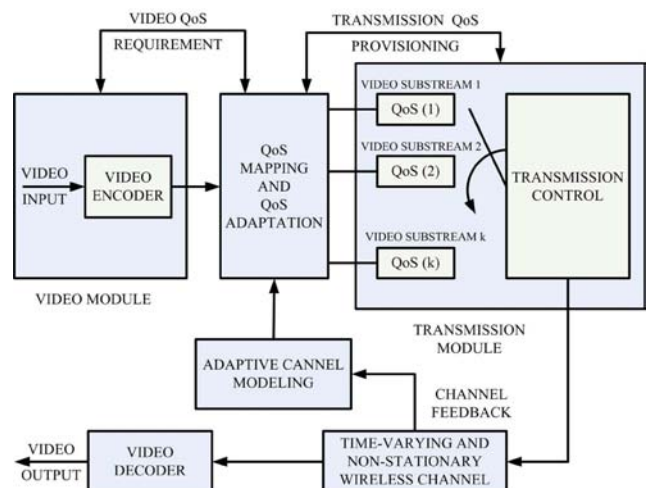 VIDEO QoS
REQUIREMENT
TRANSMISSION QoS
PROVISIONING
VIDEO
INPUT
VIDEO
ENCODER
VIDEO MODULE
QoS
MAPPING
AND
QoS
ADAPTATION
VIDEO SUBSTREAM 1
QoS (1)
VIDEO SUBSTREAM 2
QoS (2)
VIDEO SUBSTREAM k
QoS (k)
TRANSMISSION
CONTROL
TRANSMISSION
MODULE
ADAPTIVE CANNEL
MODELING
CHANNEL
FEEDBACK
VIDEO
OUTPUT
VIDEO
DECODER
TIME-VARYING AND
NON-STATIONARY
WIRELESS CHANNEL